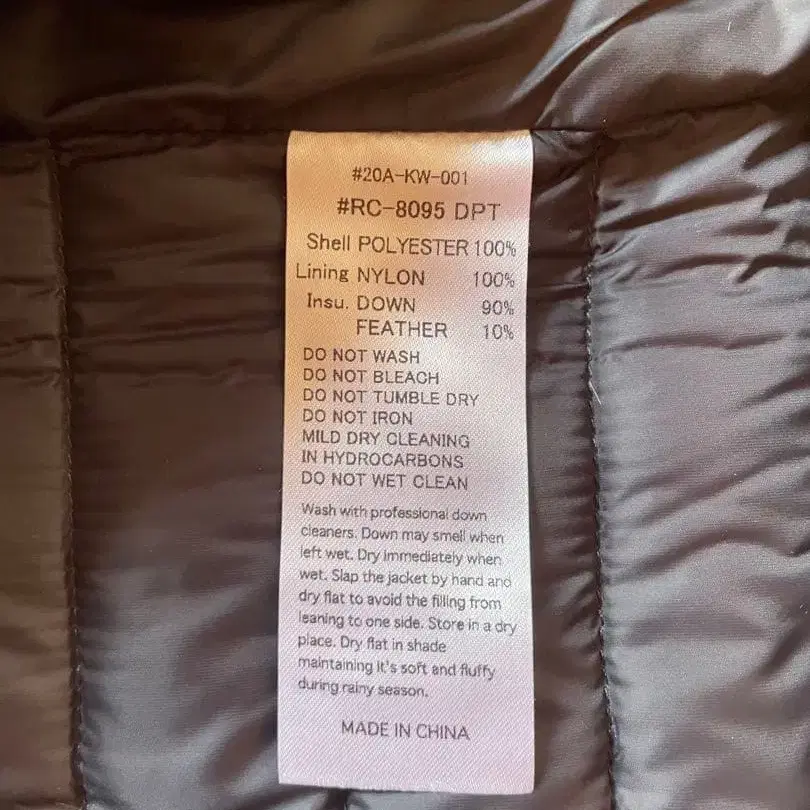 #20A-KW-001
#RC-8095 DPT
Shell POLYESTER 100%
Lining NYLON 100%
Insu. DOWN 90%
FEATHER 10%
DO NOT WASH
DO NOT BLEACH
DO NOT TUMBLE DRY
DO NOT IRON
MILD DRY CLEANING
IN HYDROCARBONS
DO NOT WET CLEAN
Wash with professional down
cleaners. Down may smell when
left wet. Dry immediately when
wet. Slap the jacket by hand and
dry flat to avoid the filling from
leaning to one side. Store in a dry
place. Dry flat in shade
maintaining it's soft and fluffy
during rainy season.
MADE IN CHINA